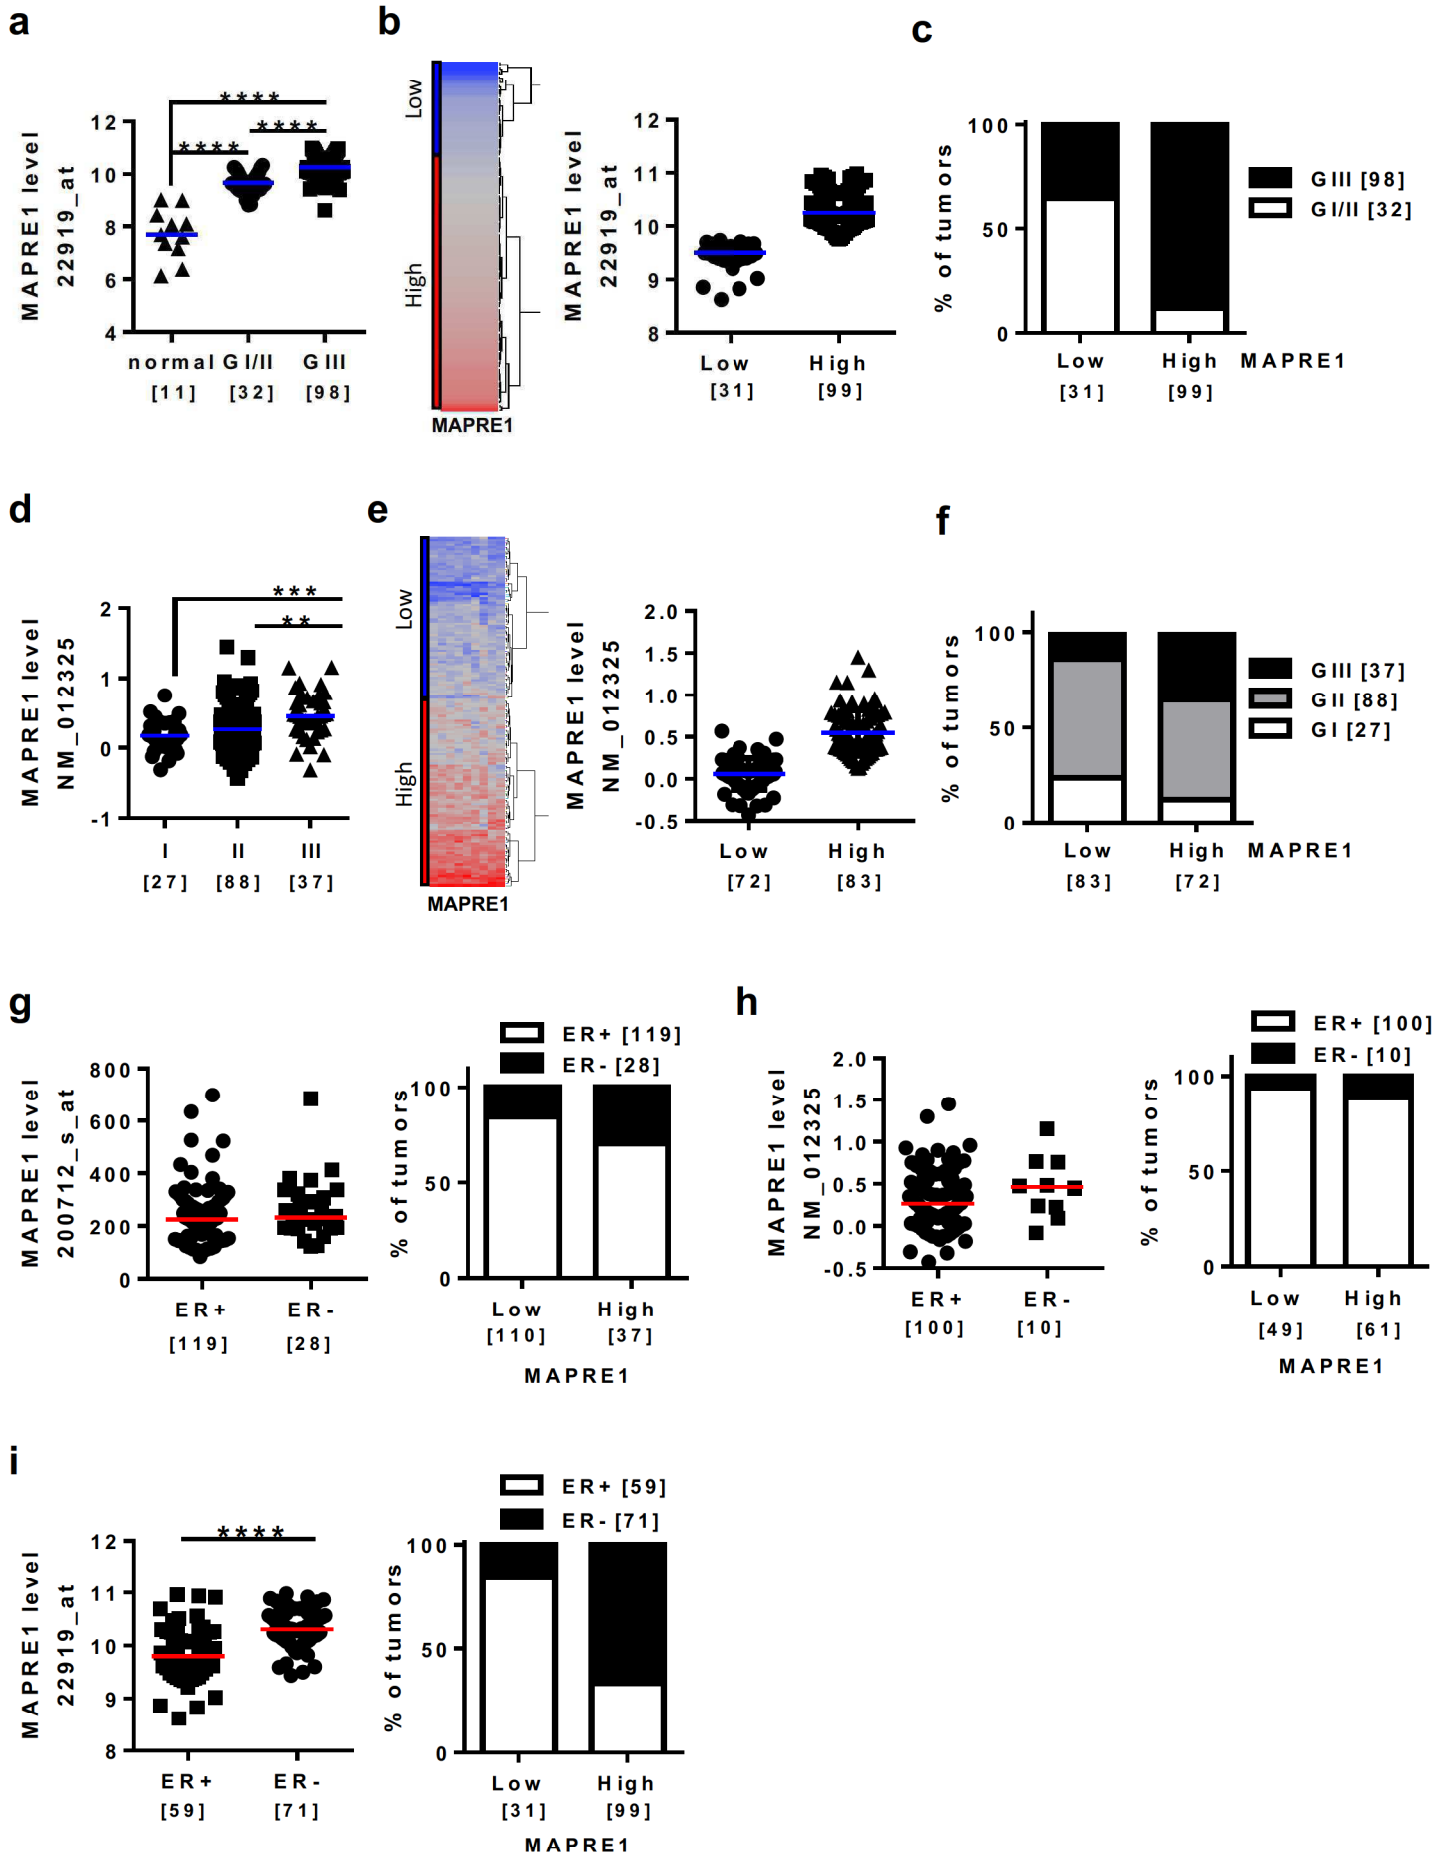 a
MAPRE1 level
22919_at
12
10
8
6
4
****
****
****
normal GI/II GIII
[11] [32] [98]
b
Low
High
MAPRE1
MAPRE1 level
22919_at
12
11
10
9
8
Low High
[31] [99]
c
% of tumors
100
50
0
GIII [98]
GI/II [32]
Low High MAPRE1
[31] [99]
d
MAPRE1 level
NM_012325
2
1
0
-1
***
**
I II III
[27] [88] [37]
e
Low
High
MAPRE1
MAPRE1 level
NM_012325
2.0
1.5
1.0
0.5
0.0
-0.5
Low High
[72] [83]
f
% of tumors
100
50
0
GIII [37]
GII [88]
GI [27]
Low High MAPRE1
[83] [72]
g
MAPRE1 level
200712_s_at
800
600
400
200
0
ER+ ER-
[119] [28]
ER+ [119]
ER- [28]
% of tumors
100
50
0
Low High
[110] [37]
MAPRE1
h
MAPRE1 level
NM_012325
2.0
1.5
1.0
0.5
0.0
-0.5
ER+ ER-
[100] [10]
ER+ [100]
ER- [10]
% of tumors
100
50
0
Low High
[49] [61]
MAPRE1
i
MAPRE1 level
22919_at
12
11
10
9
8
****
ER+ ER-
[59] [71]
ER+ [59]
ER- [71]
% of tumors
100
50
0
Low High
[31] [99]
MAPRE1